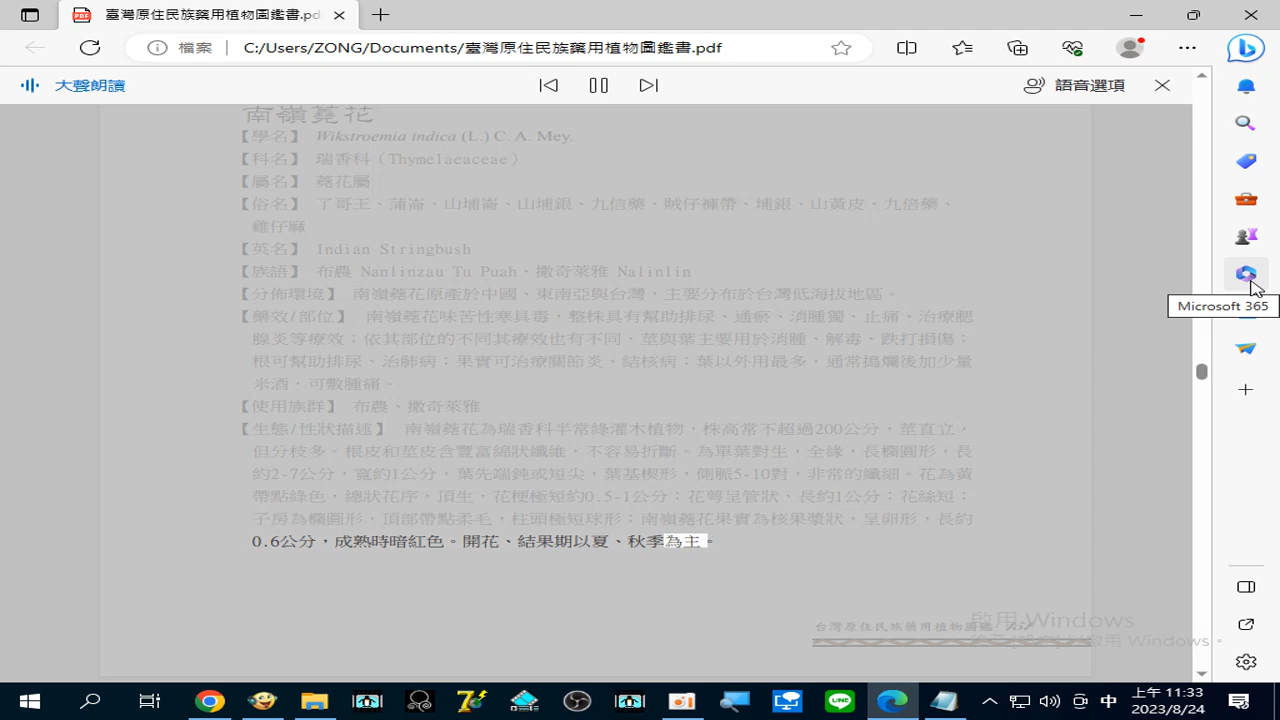 臺灣原住民族藥用植物圖鑑書.pdf
檔案 C:/Users/ZONG/Documents/臺灣原住民族藥用植物圖鑑書.pdf
大聲朗讀
語音選項
南嶺蕘花
【學名】 Wikstroemia indica (L.) C. A. Mey.
【科名】 瑞香科（Thymelaeaceae）
【屬名】 蕘花屬
【俗名】 了哥王、蒲崙、山埔崙、山埔銀、九信藥、賊仔褲帶、埔銀、山黃皮、九倍藥、
雞仔麻
【英名】 Indian Stringbush
【族語】 布農 Nanlinzau Tu Puah、撒奇萊雅 Nalinlin
【分佈環境】 南嶺蕘花原產於中國、東南亞與台灣，主要分布於台灣低海拔地區。
【藥效/部位】 南嶺蕘花味苦性寒具毒，整株具有幫助排尿、通瘀、消腫獨、止痛、治療腮
腺炎等療效；依其部位的不同其療效也有不同，莖與葉主要用於消腫、解毒、跌打損傷；
根可幫助排尿、治肺病；果實可治療關節炎、結核病；葉以外用最多，通常搗爛後加少量
米酒，可敷腫痛。
【使用族群】 布農、撒奇萊雅
【生態/性狀描述】 南嶺蕘花為瑞香科半常綠灌木植物，株高常不超過200公分，莖直立，
但分枝多。根皮和莖皮含豐富綿狀纖維，不容易折斷。為單葉對生，全緣，長橢圓形，長
約2-7公分，寬約1公分，葉先端鈍或短尖，葉基楔形，側脈5-10對，非常的纖細。花為黃
帶點綠色，總狀花序，頂生，花梗極短約0.5-1公分；花萼呈管狀、長約1公分；花絲短；
子房為橢圓形，頂部帶點柔毛，柱頭極短球形；南嶺蕘花果實為核果漿狀、呈卵形，長約
0.6公分，成熟時暗紅色。開花、結果期以夏、秋季為主。
台灣原住民族藥用植物圖鑑
啟用 Windows
Microsoft 365
中
上午 11:33
2023/8/24